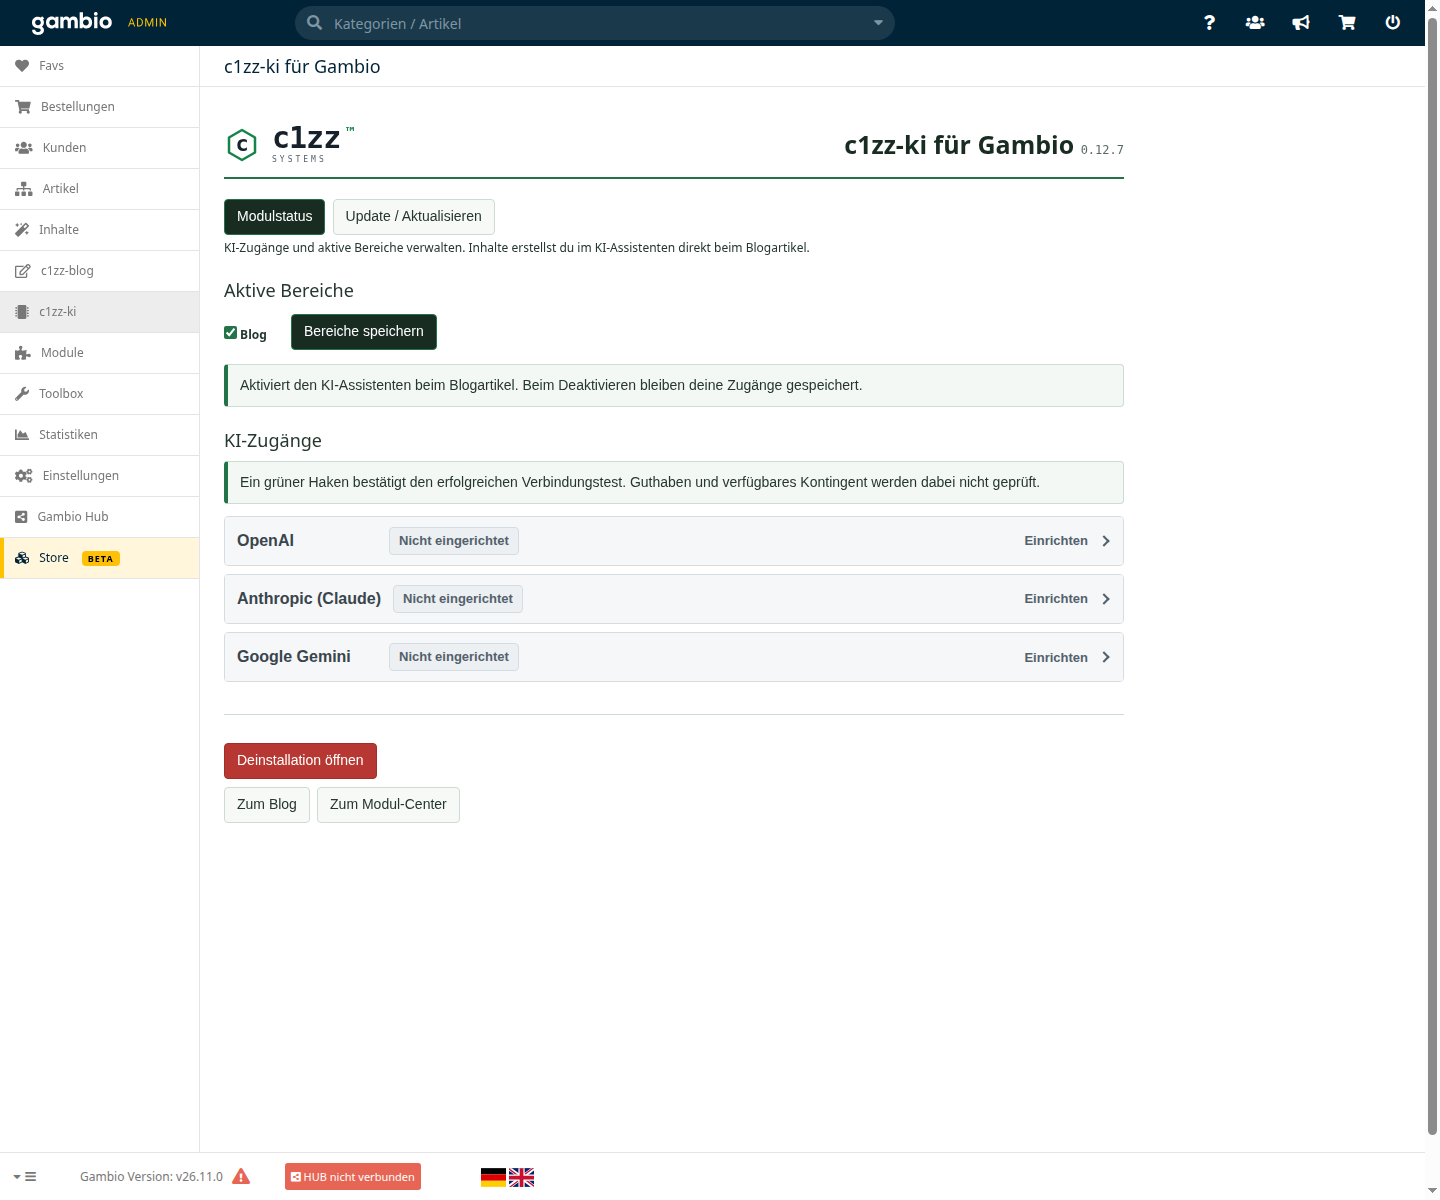 gambio ADMIN
Kategorien / Artikel
Favs
Bestellungen
Kunden
Artikel
Inhalte
c1zz-blog
c1zz-ki
Module
Toolbox
Statistiken
Einstellungen
Gambio Hub
Store BETA
c1zz-ki für Gambio
c c1zz™
SYSTEMS
c1zz-ki für Gambio 0.12.7
Modulstatus Update / Aktualisieren
KI-Zugänge und aktive Bereiche verwalten. Inhalte erstellst du im KI-Assistenten direkt beim Blogartikel.
Aktive Bereiche
Blog Bereiche speichern
Aktiviert den KI-Assistenten beim Blogartikel. Beim Deaktivieren bleiben deine Zugänge gespeichert.
KI-Zugänge
Ein grüner Haken bestätigt den erfolgreichen Verbindungstest. Guthaben und verfügbares Kontingent werden dabei nicht geprüft.
OpenAI Nicht eingerichtet Einrichten
Anthropic (Claude) Nicht eingerichtet Einrichten
Google Gemini Nicht eingerichtet Einrichten
Deinstallation öffnen
Zum Blog Zum Modul-Center
Gambio Version: v26.11.0 HUB nicht verbunden